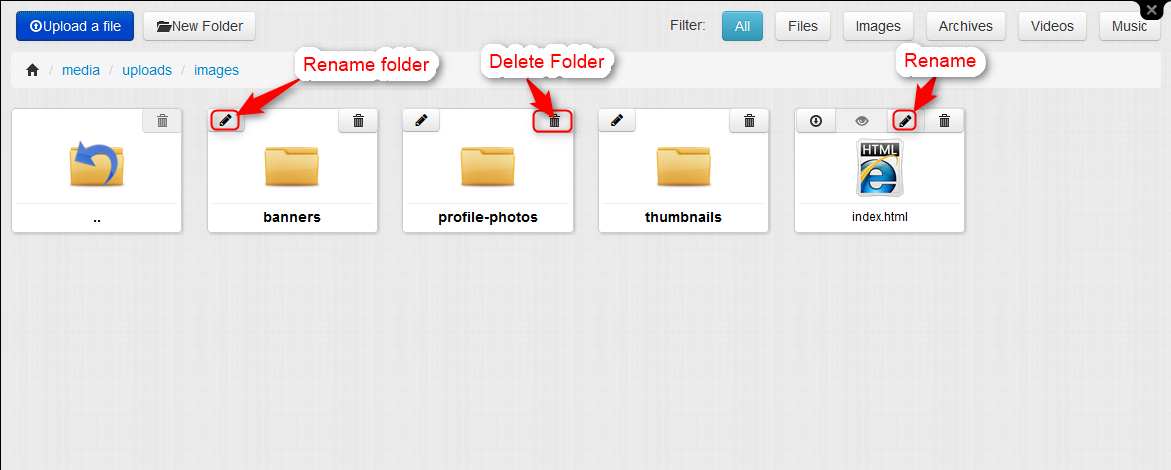 Upload a file
New Folder
Filter:
All
Files
Images
Archives
Videos
Music
Rename folder
Delete Folder
Rename
/ media / uploads / images
..
banners
profile-photos
thumbnails
HTML
index.html